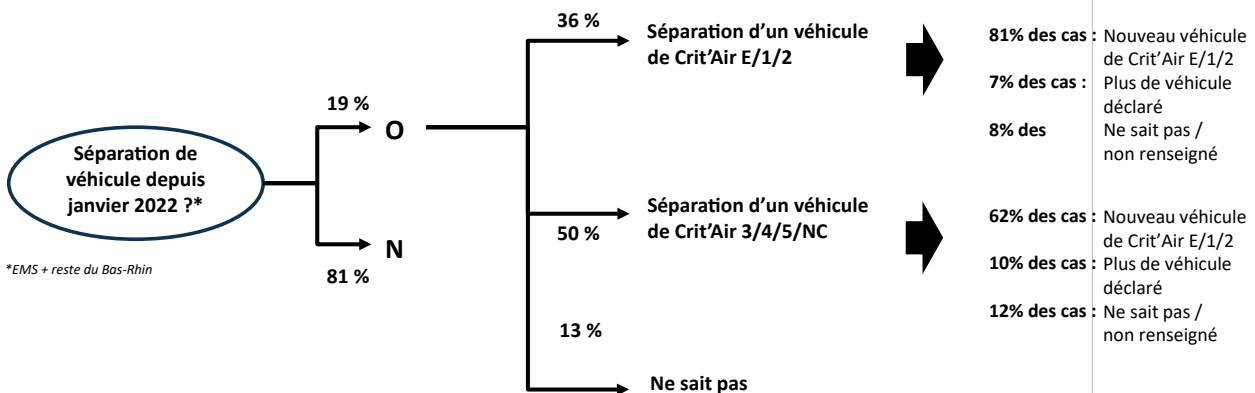 Séparation de
véhicule depuis
janvier 2022 ?*
*EMS + reste du Bas-Rhin
19 %
O
N
81 %
36 %
Séparation d’un véhicule
de Crit’Air E/1/2
81% des cas : Nouveau véhicule
de Crit’Air E/1/2
7% des cas : Plus de véhicule
déclaré
8% des Ne sait pas /
non renseigné
50 %
Séparation d’un véhicule
de Crit’Air 3/4/5/NC
62% des cas : Nouveau véhicule
de Crit’Air E/1/2
10% des cas : Plus de véhicule
déclaré
12% des cas : Ne sait pas /
non renseigné
13 %
Ne sait pas